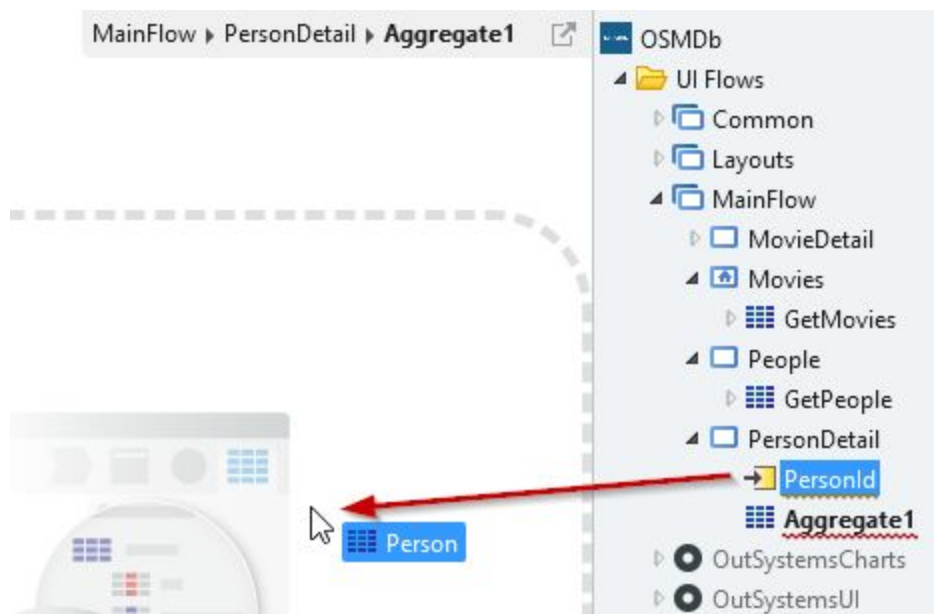 MainFlow ▸ PersonDetail ▸ Aggregate1
OSMDb
UI Flows
Common
Layouts
MainFlow
MovieDetail
Movies
GetMovies
People
GetPeople
PersonDetail
PersonId
Aggregate1
Person
OutSystemsCharts
OutSystemsUI